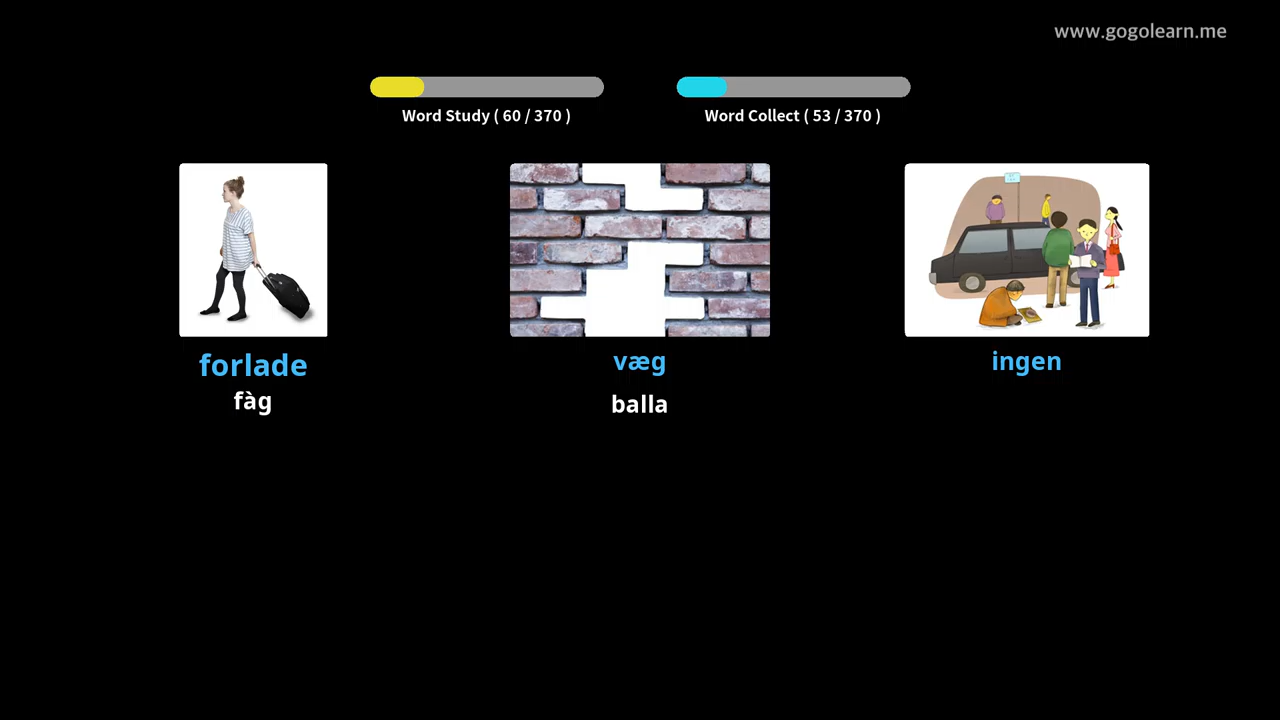 www.gogolearn.me
Word Study ( 60 / 370 )
Word Collect ( 53 / 370 )
forlade
væg
ingen
fàg
balla